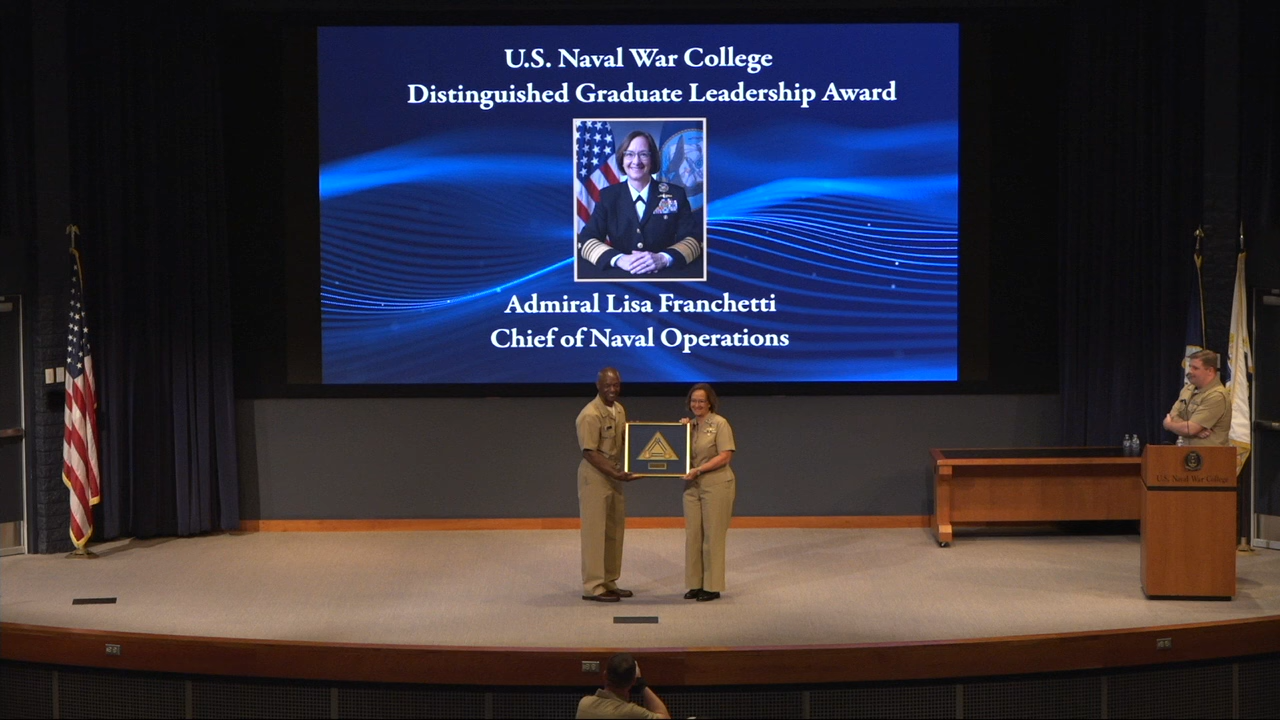 U.S. Naval War College
Distinguished Graduate Leadership Award
Admiral Lisa Franchetti
Chief of Naval Operations
U.S. Naval War College